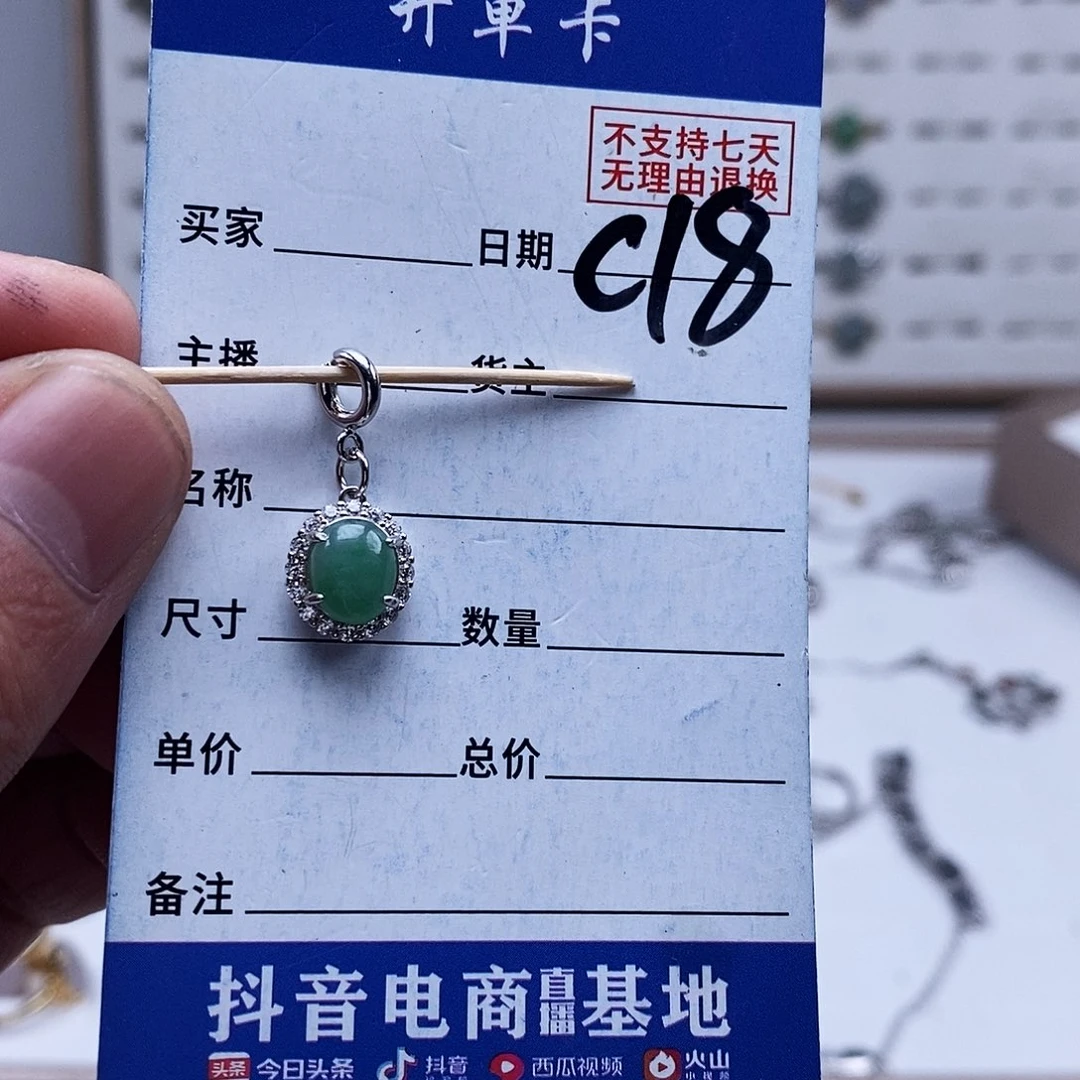 开单卡
不支持七天
无理由退换
买家 日期 C18
主播 货主
名称
尺寸 数量
单价 总价
备注
抖音电商直播基地
头条 今日头条 抖音 西瓜视频 火山